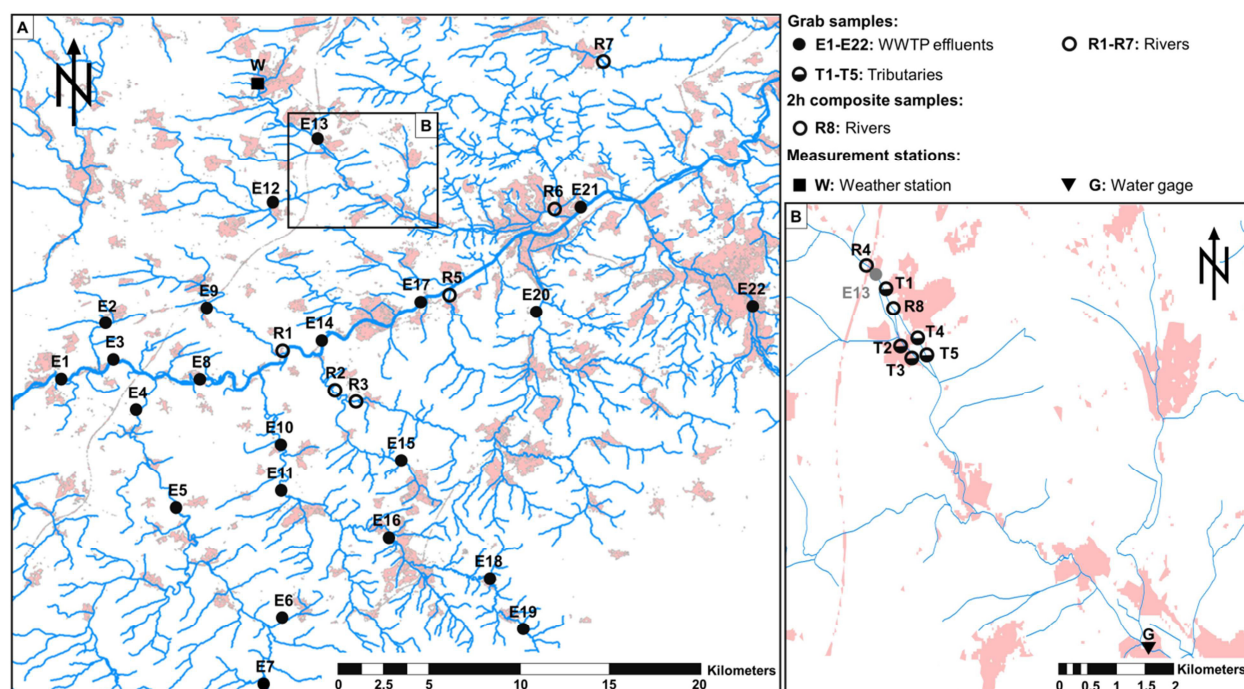 A
N
W
R7
E13
B
E12
R6
E21
E9
E2
E17
R5
E20
E22
E14
R1
E3
E1
E8
R2
R3
E4
E10
E15
E11
E5
E16
E18
E6
E19
E7
Kilometers
0 2.5 5 10 15 20
Grab samples:
E1-E22: WWTP effluents
R1-R7: Rivers
T1-T5: Tributaries
2h composite samples:
R8: Rivers
Measurement stations:
W: Weather station
G: Water gage
B
N
R4
E13
T1
R8
T4
T2
T5
T3
G
Kilometers
0 0.5 1 1.5 2